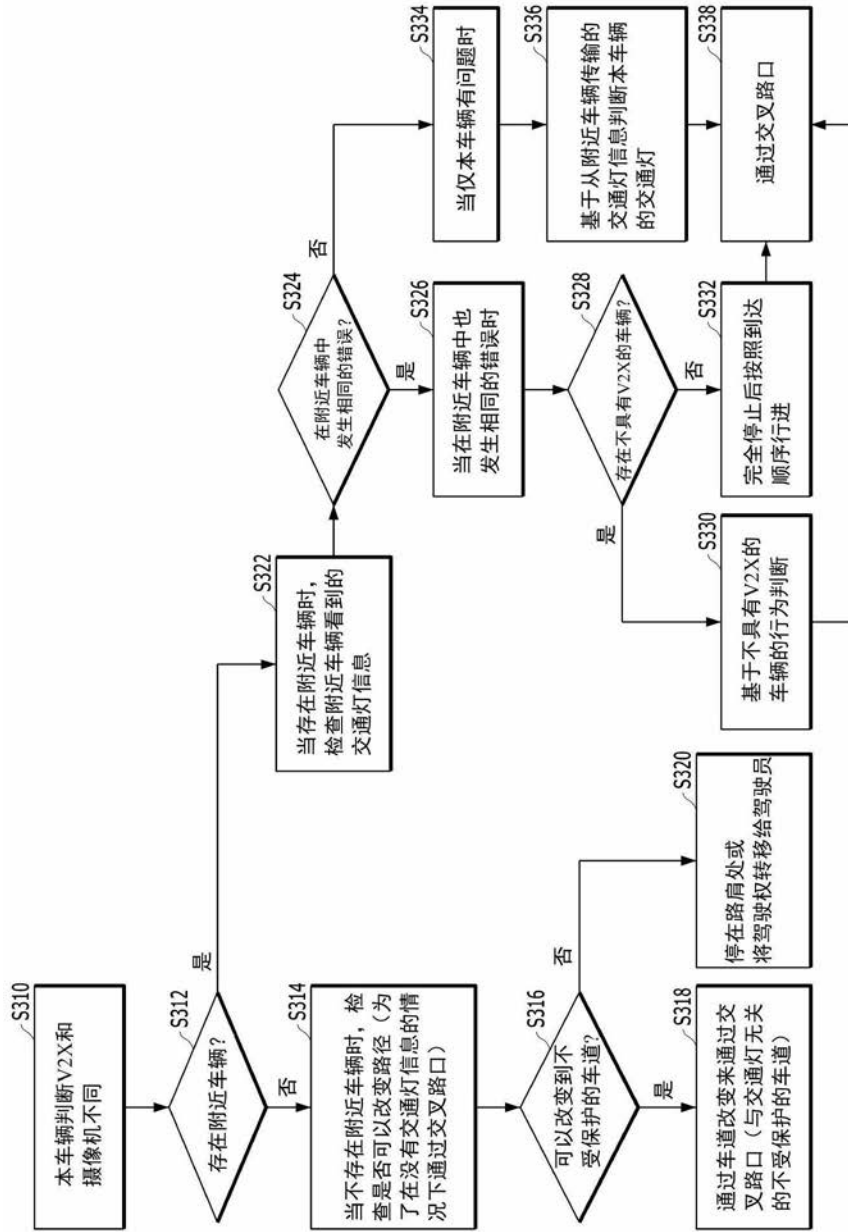 S310
本车辆判断V2X和
摄像机不同
S312
存在附近车辆?
是
否
S314
当不存在附近车辆时，检
查是否可以改变路径（为
了在没有交通灯信息的情
况下通过交叉路口）
S316
可以改变到不
受保护的车道?
是
否
S318
通过车道改变来通过交
叉路口（与交通灯无关
的不受保护的车道）
S320
停在路肩处或
将驾驶权转移给驾驶员
S322
当存在附近车辆时，
检查附近车辆看到的
交通灯信息
S324
在附近车辆中
发生相同的错误?
是
否
S326
当在附近车辆中也
发生相同的错误时
S328
存在不具有V2X的车辆?
是
否
S330
基于不具有V2X的
车辆的行为判断
S332
完全停止后按照到达
顺序行进
S334
当仅本车辆有问题时
S336
基于从附近车辆传输的
交通灯信息判断本车辆
的交通灯
S338
通过交叉路口